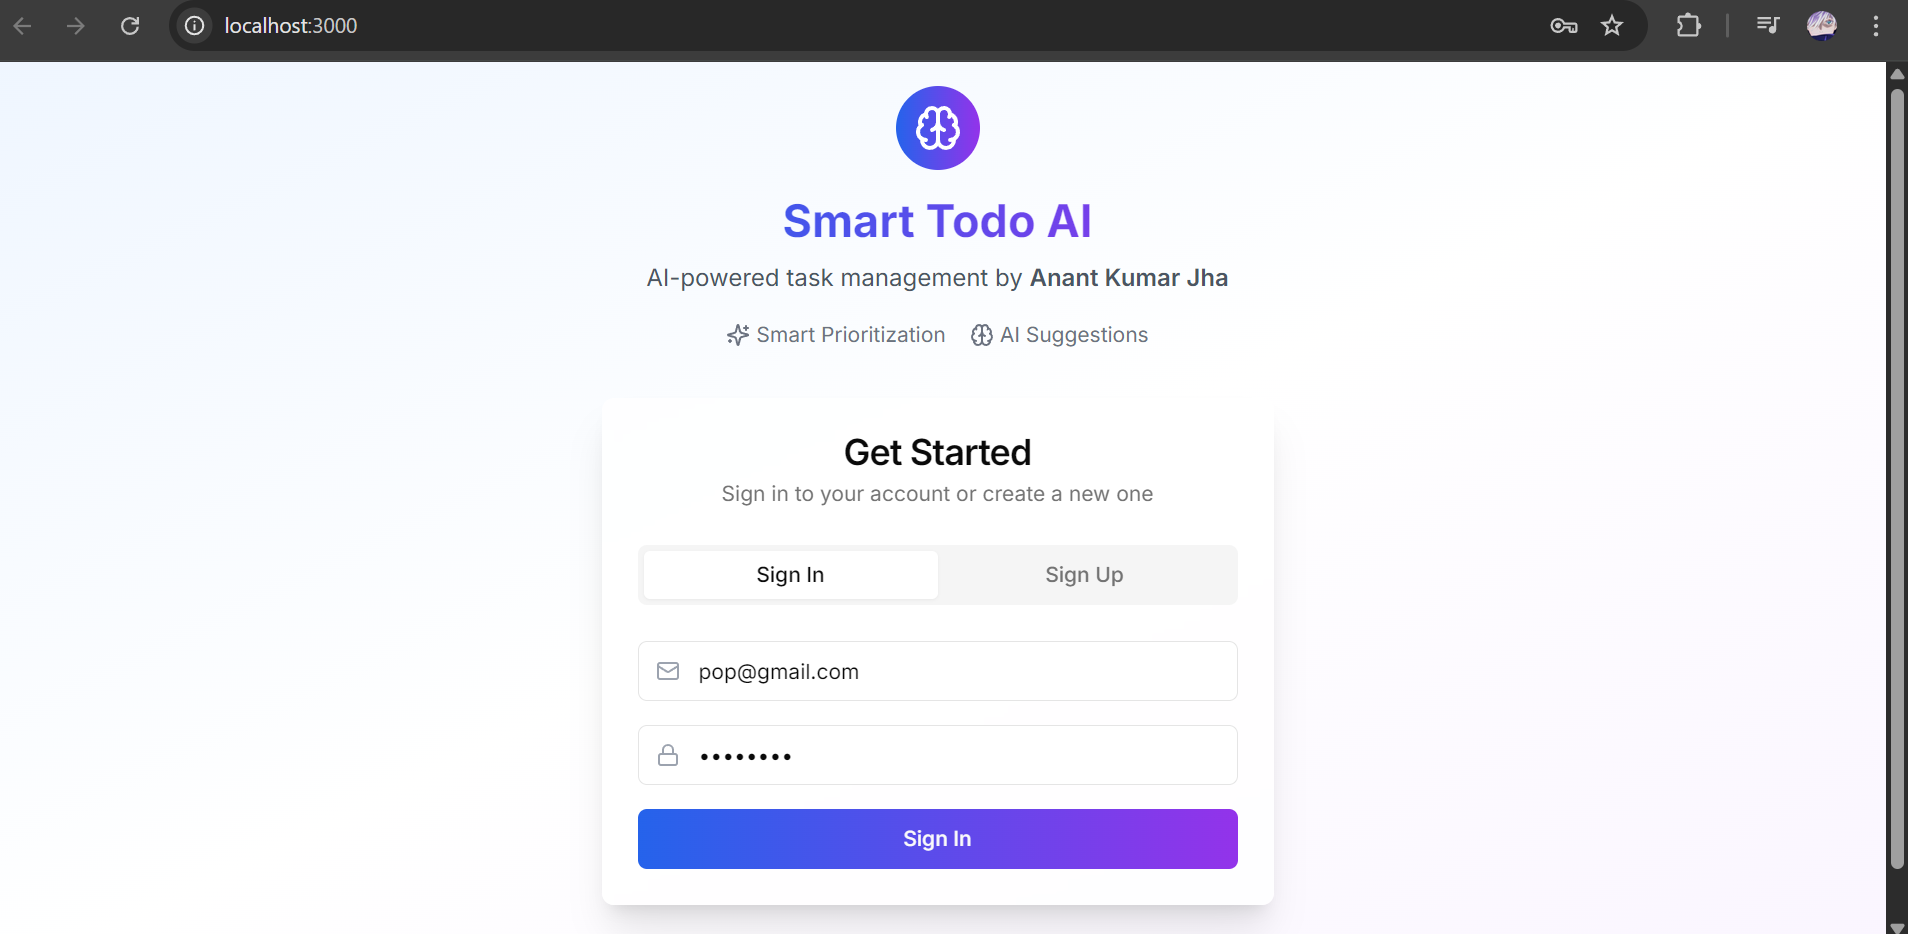 localhost:3000
Smart Todo AI
AI-powered task management by Anant Kumar Jha
Smart Prioritization AI Suggestions
Get Started
Sign in to your account or create a new one
Sign In Sign Up
pop@gmail.com
••••••••
Sign In